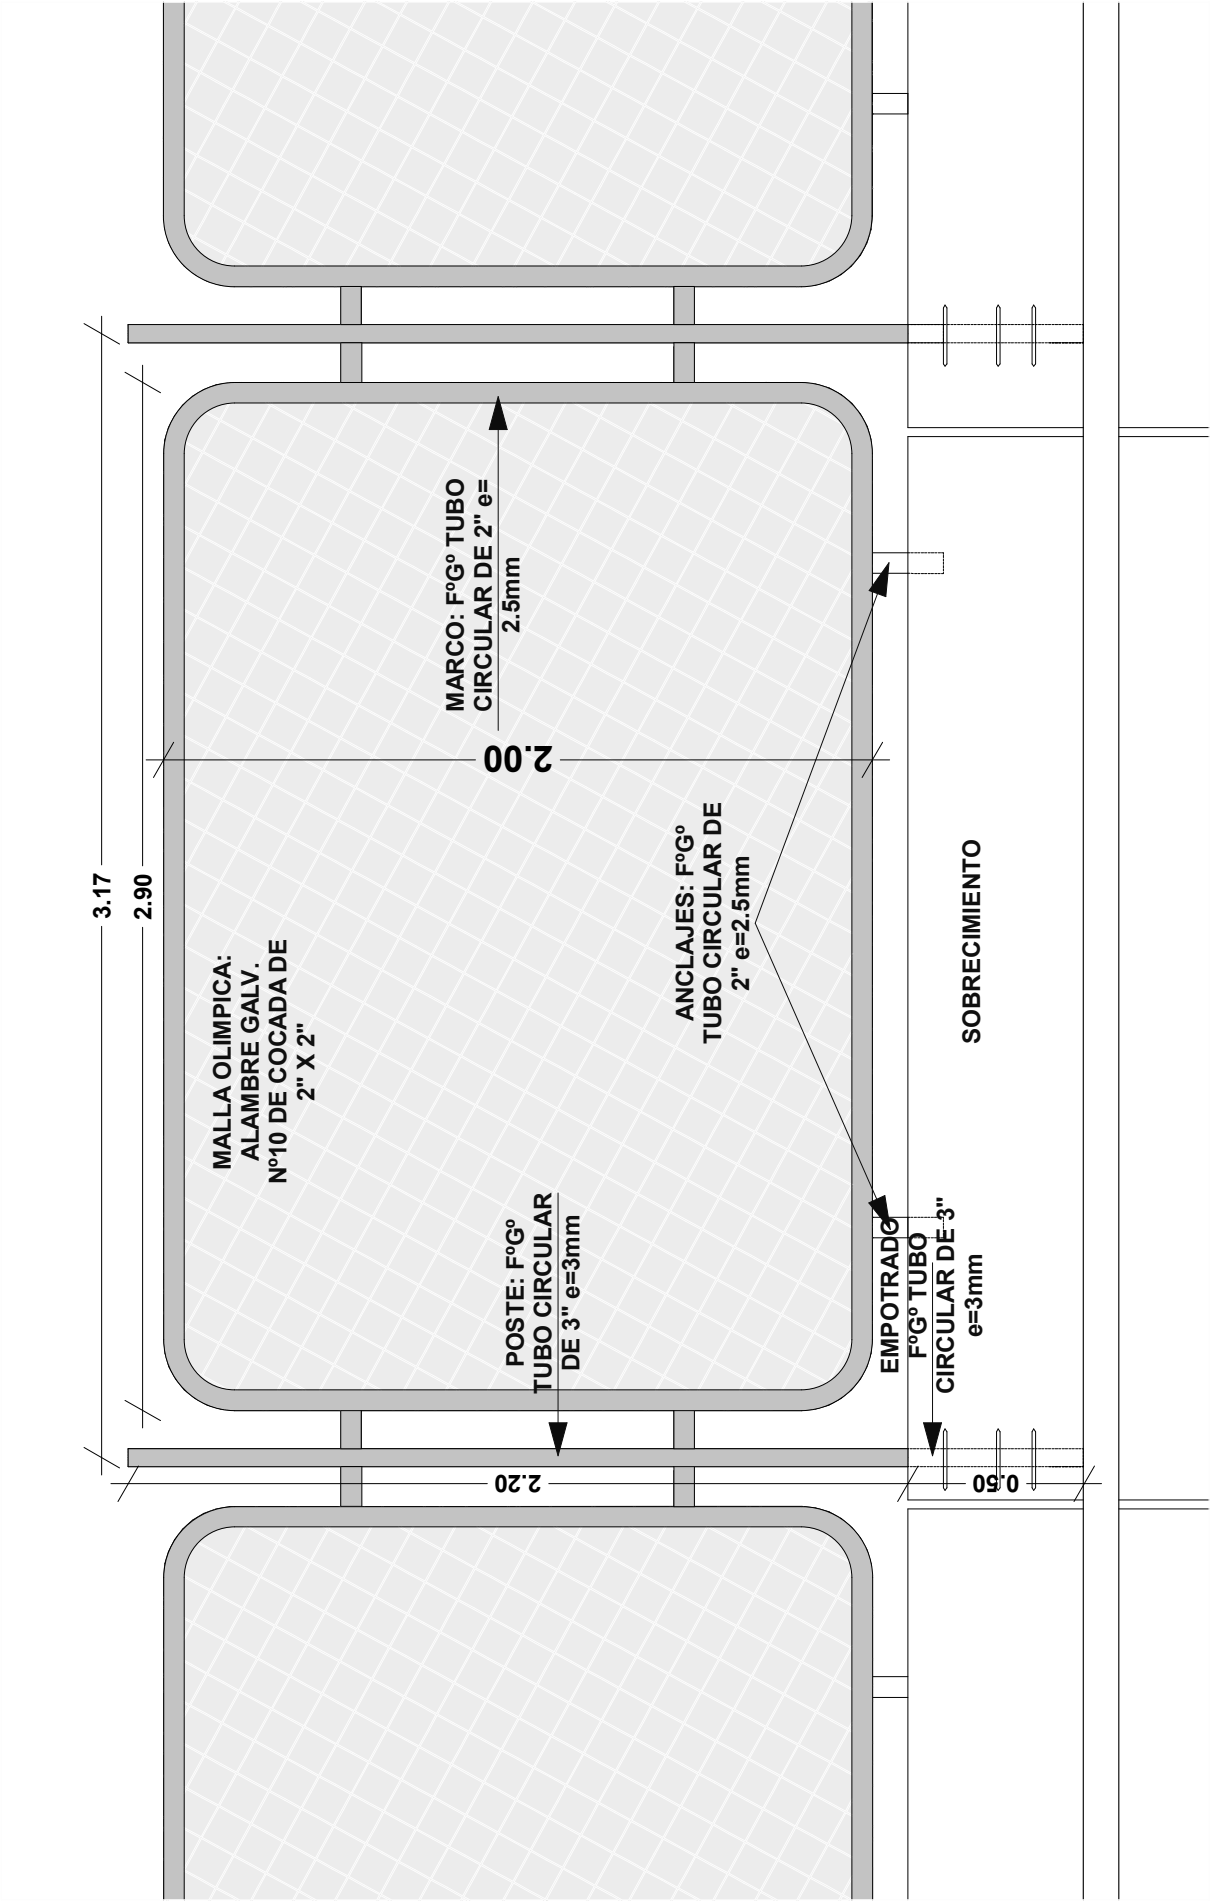 3.17
2.90
MALLA OLIMPICA:
ALAMBRE GALV.
Nº10 DE COCADA DE
2" X 2"
MARCO: FºGº TUBO
CIRCULAR DE 2" e=
2.5mm
2.00
POSTE: FºGº
TUBO CIRCULAR
DE 3" e=3mm
2.20
ANCLAJES: FºGº
TUBO CIRCULAR DE
2" e=2.5mm
EMPOTRADO
FºGº TUBO
CIRCULAR DE 3"
e=3mm
0.50
SOBRECIMIENTO